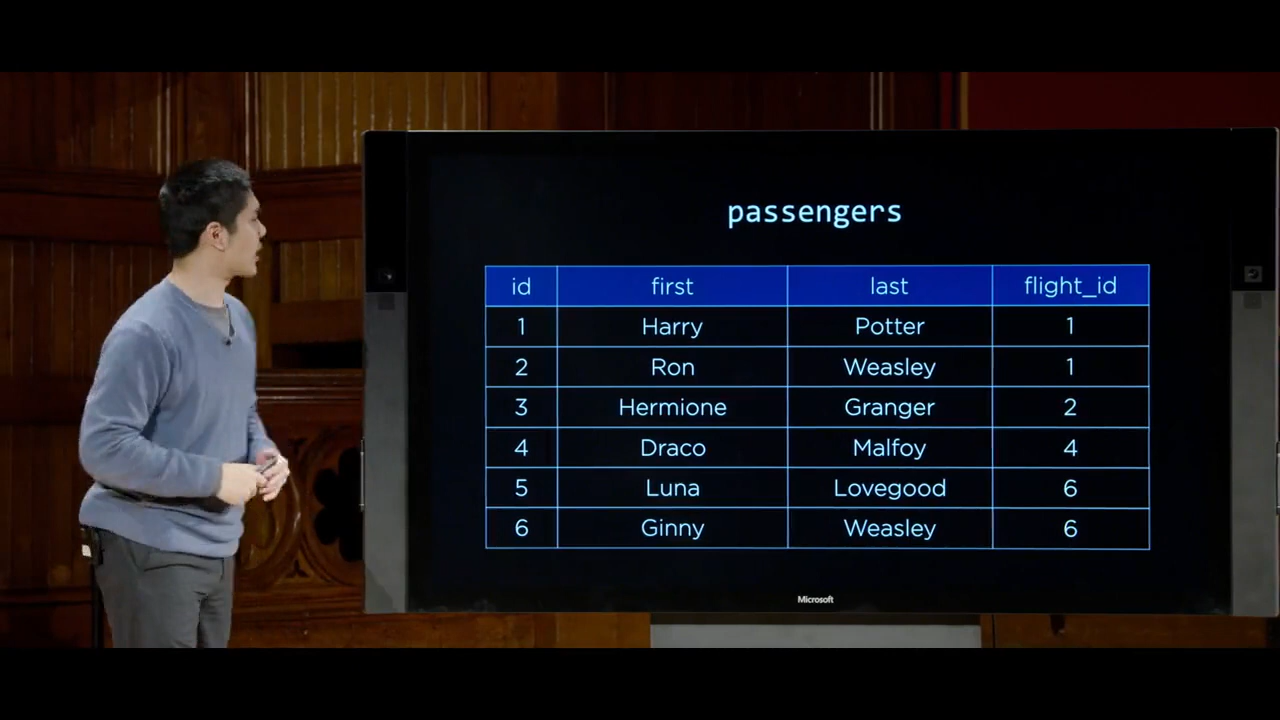 passengers
id first last flight_id
1 Harry Potter 1
2 Ron Weasley 1
3 Hermione Granger 2
4 Draco Malfoy 4
5 Luna Lovegood 6
6 Ginny Weasley 6
Microsoft